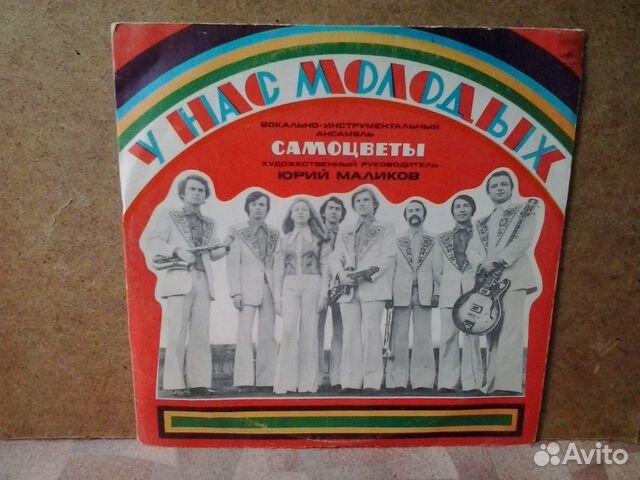 У НАС МОЛОДЫХ
ВОКАЛЬНО-ИНСТРУМЕНТАЛЬНЫЙ
АНСАМБЛЬ
САМОЦВЕТЫ
ХУДОЖЕСТВЕННЫЙ РУКОВОДИТЕЛЬ
ЮРИЙ МАЛИКОВ
Avito